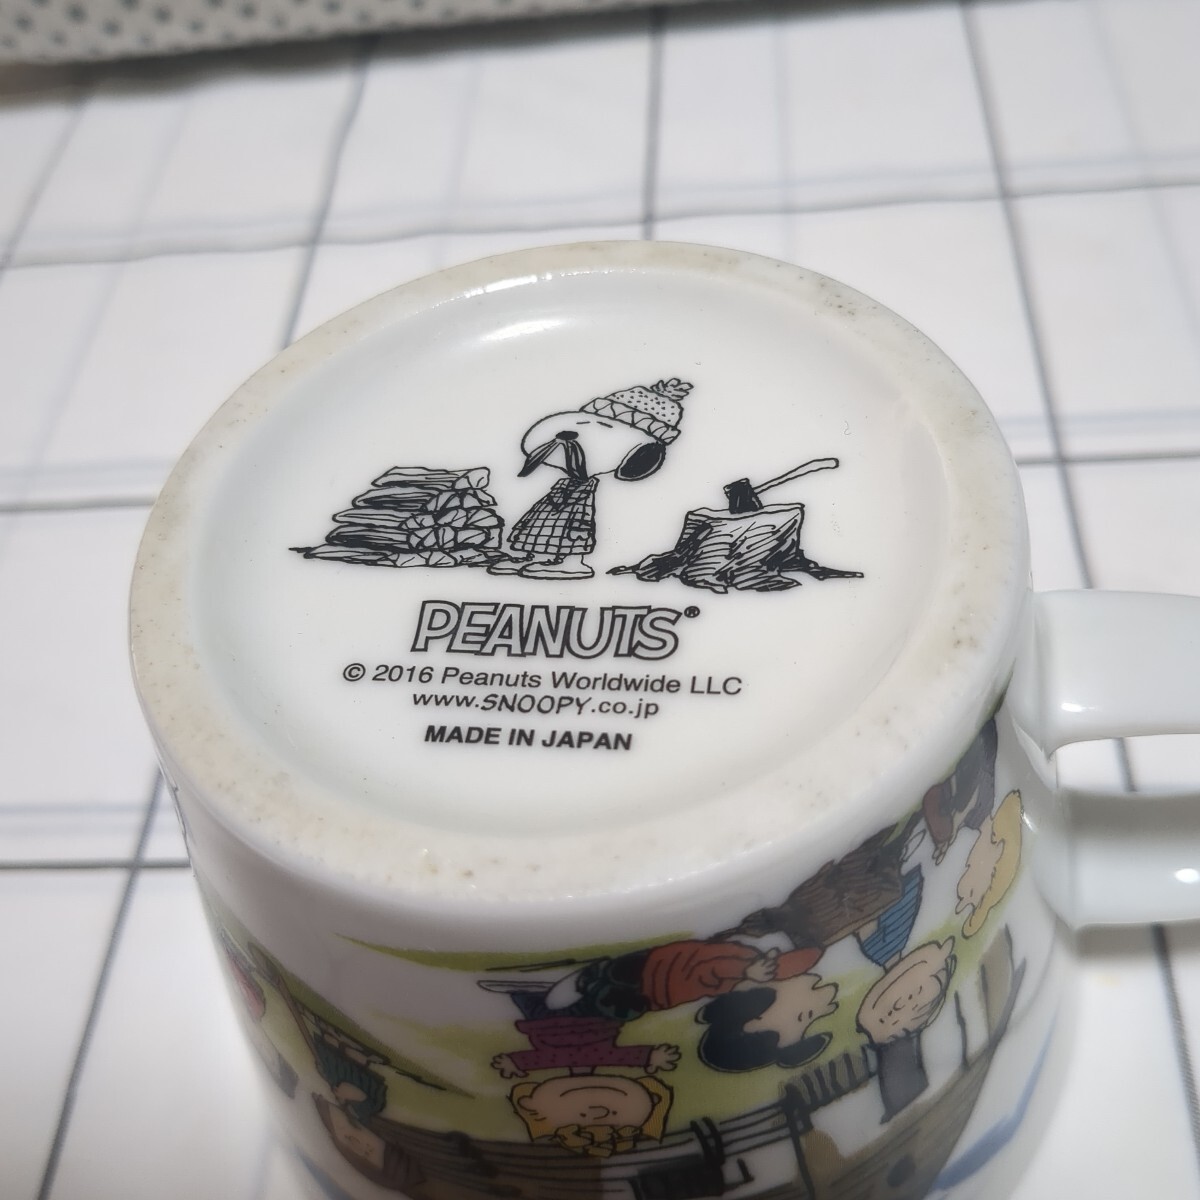 PEANUTS®
© 2016 Peanuts Worldwide LLC
www.SNOOPY.co.jp
MADE IN JAPAN